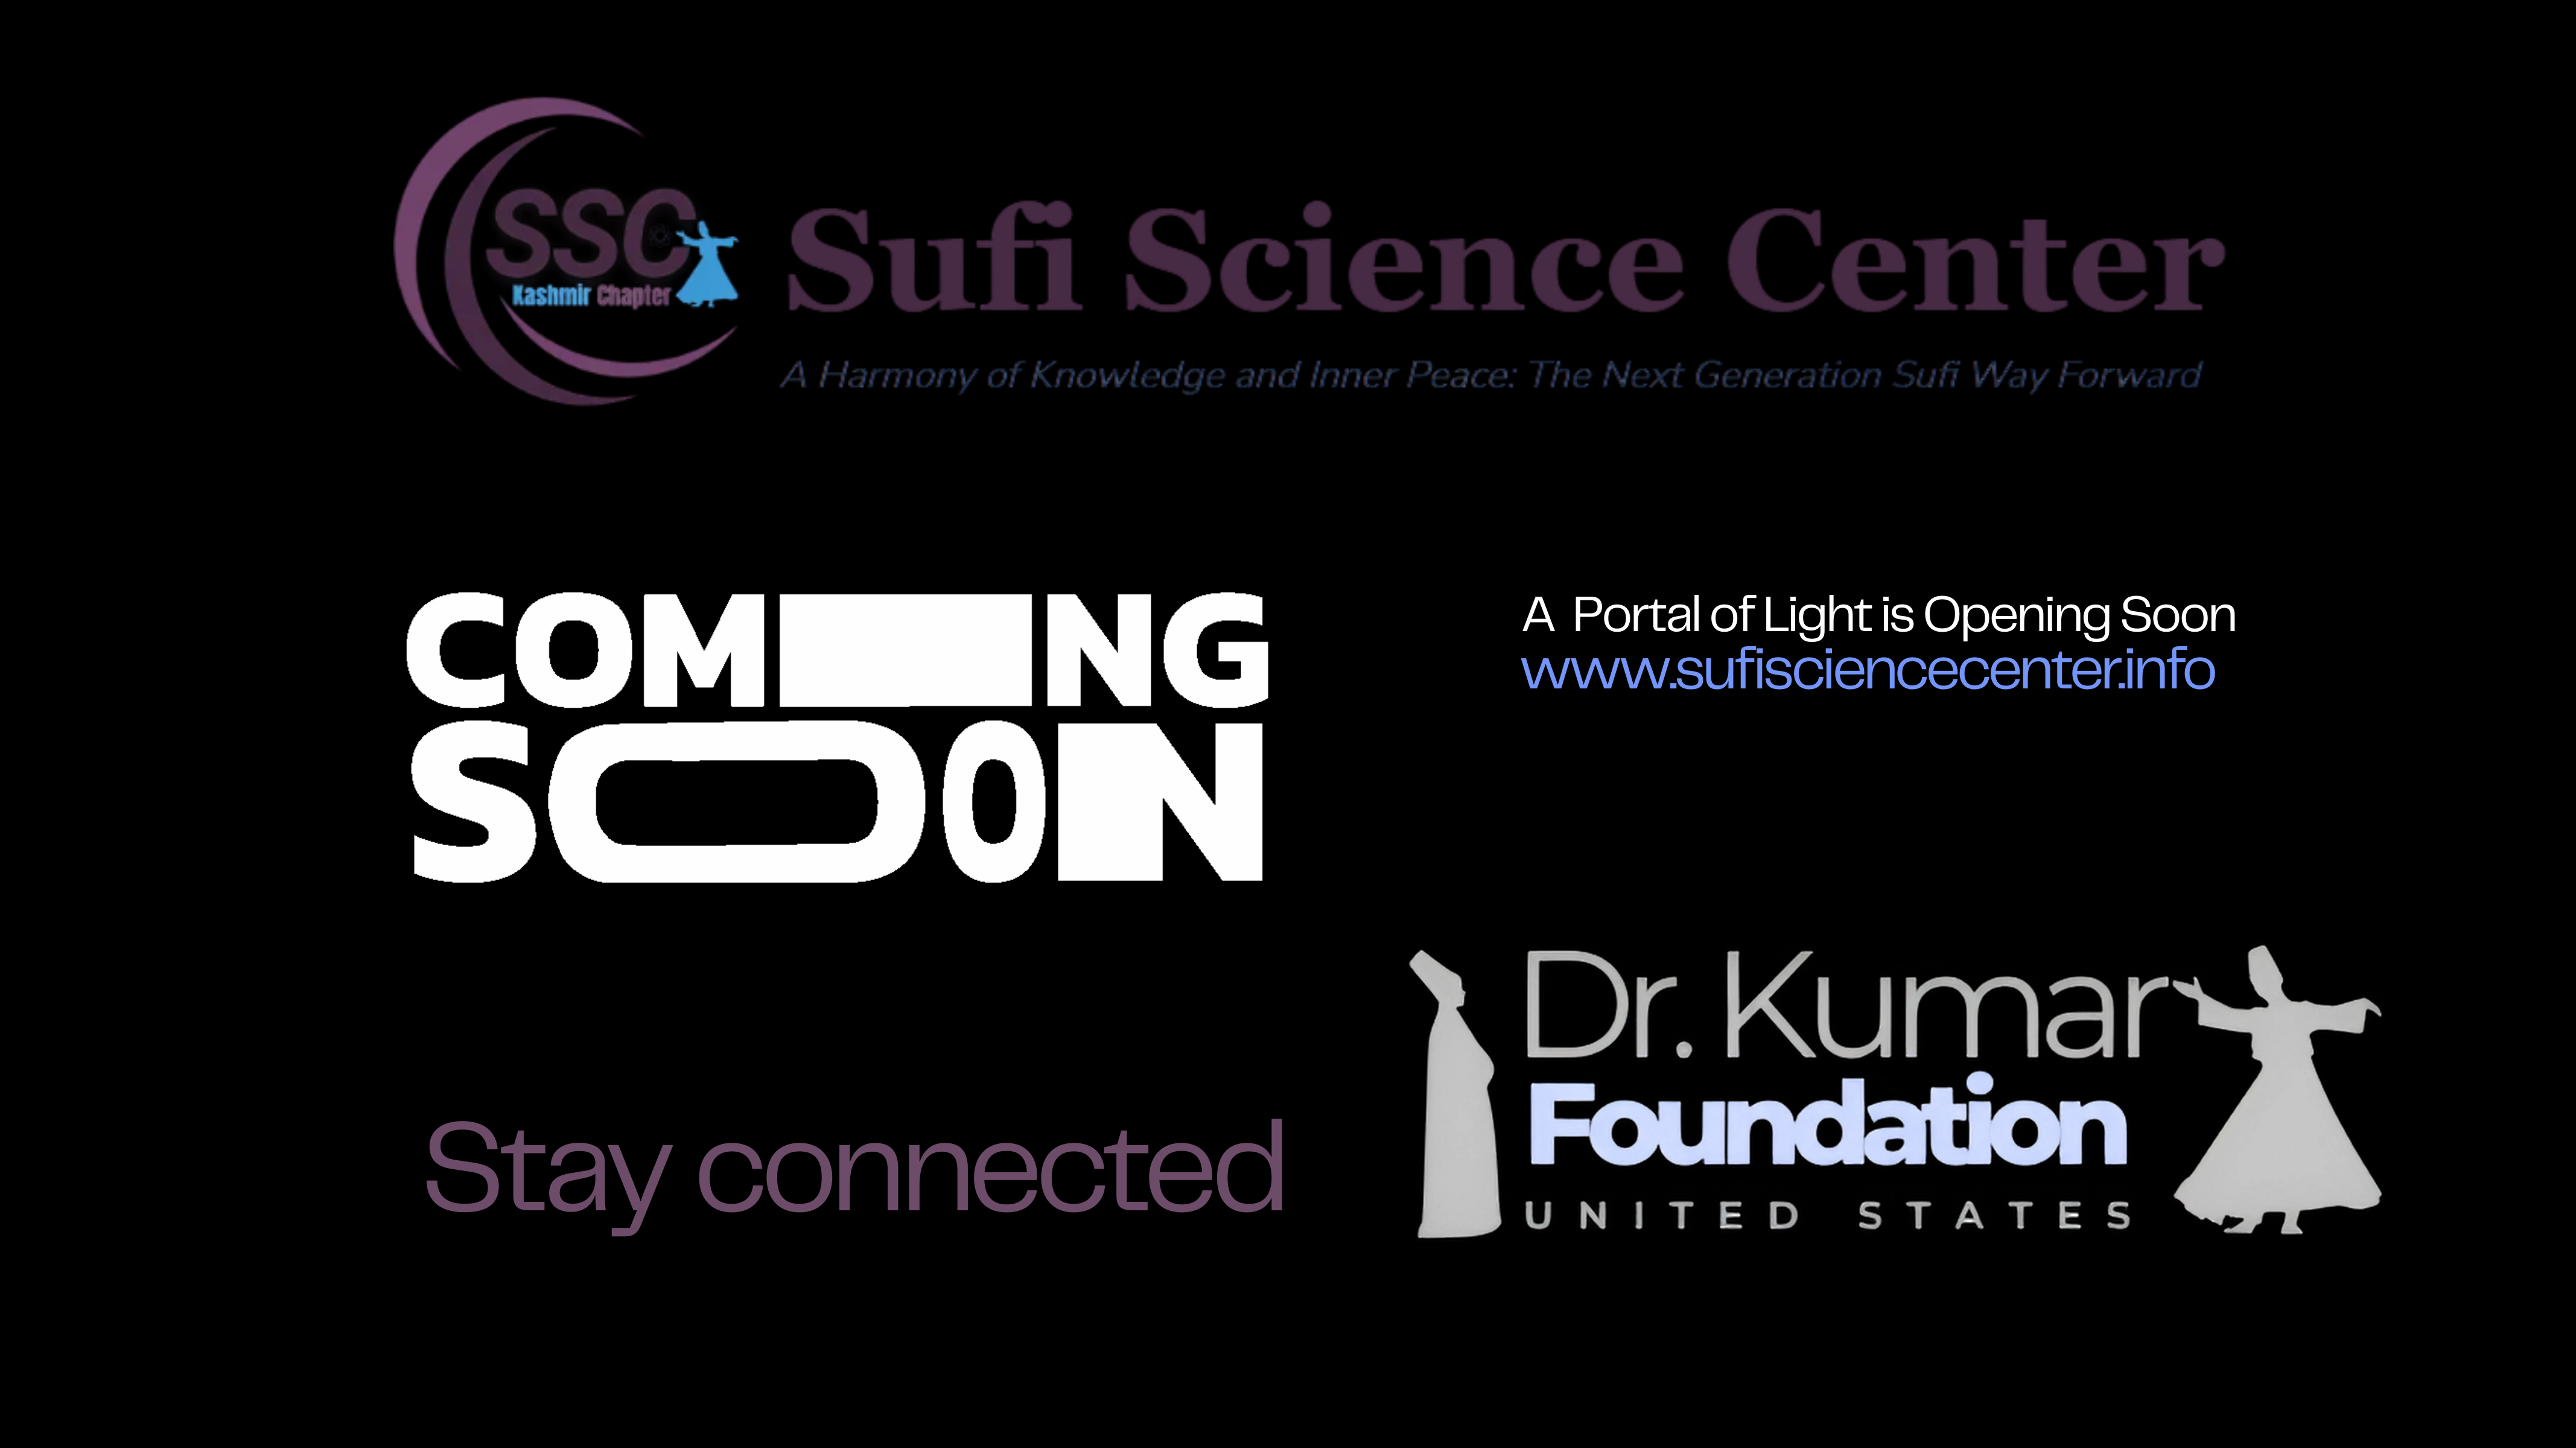 SSC
Kashmir Chapter
Sufi Science Center
A Harmony of Knowledge and Inner Peace: The Next Generation Sufi Way Forward
COMING
SOON
A Portal of Light is Opening Soon
www.sufisciencecenter.info
Stay connected
Dr. Kumar
Foundation
UNITED STATES